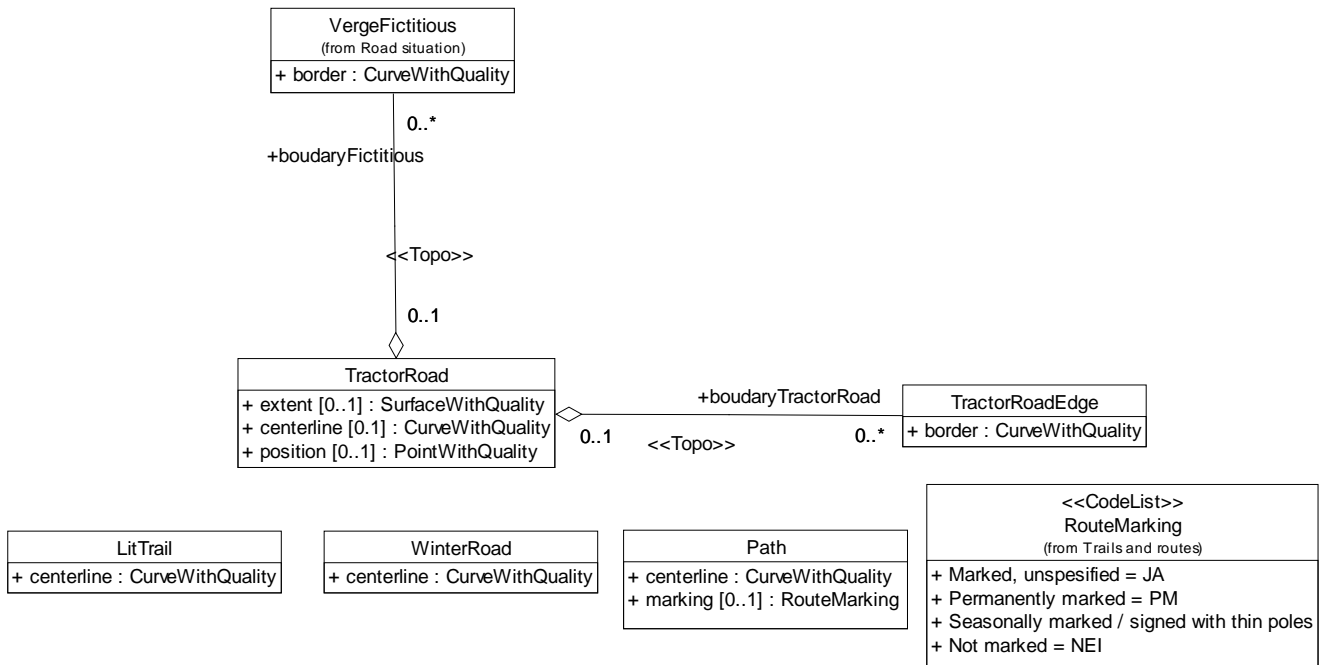 VergeFictitious
(from Road situation)
+ border : CurveWithQuality
0..*
+boudaryFictitious
<<Topo>>
0..1
TractorRoad
+ extent [0..1] : SurfaceWithQuality
+ centerline [0.1] : CurveWithQuality
+ position [0..1] : PointWithQuality
+boudaryTractorRoad
0..1
<<Topo>>
0..*
TractorRoadEdge
+ border : CurveWithQuality
LitTrail
+ centerline : CurveWithQuality
WinterRoad
+ centerline : CurveWithQuality
Path
+ centerline : CurveWithQuality
+ marking [0..1] : RouteMarking
<<CodeList>>
RouteMarking
(from Trails and routes)
+ Marked, unspesified = JA
+ Permanently marked = PM
+ Seasonally marked / signed with thin poles
+ Not marked = NEI